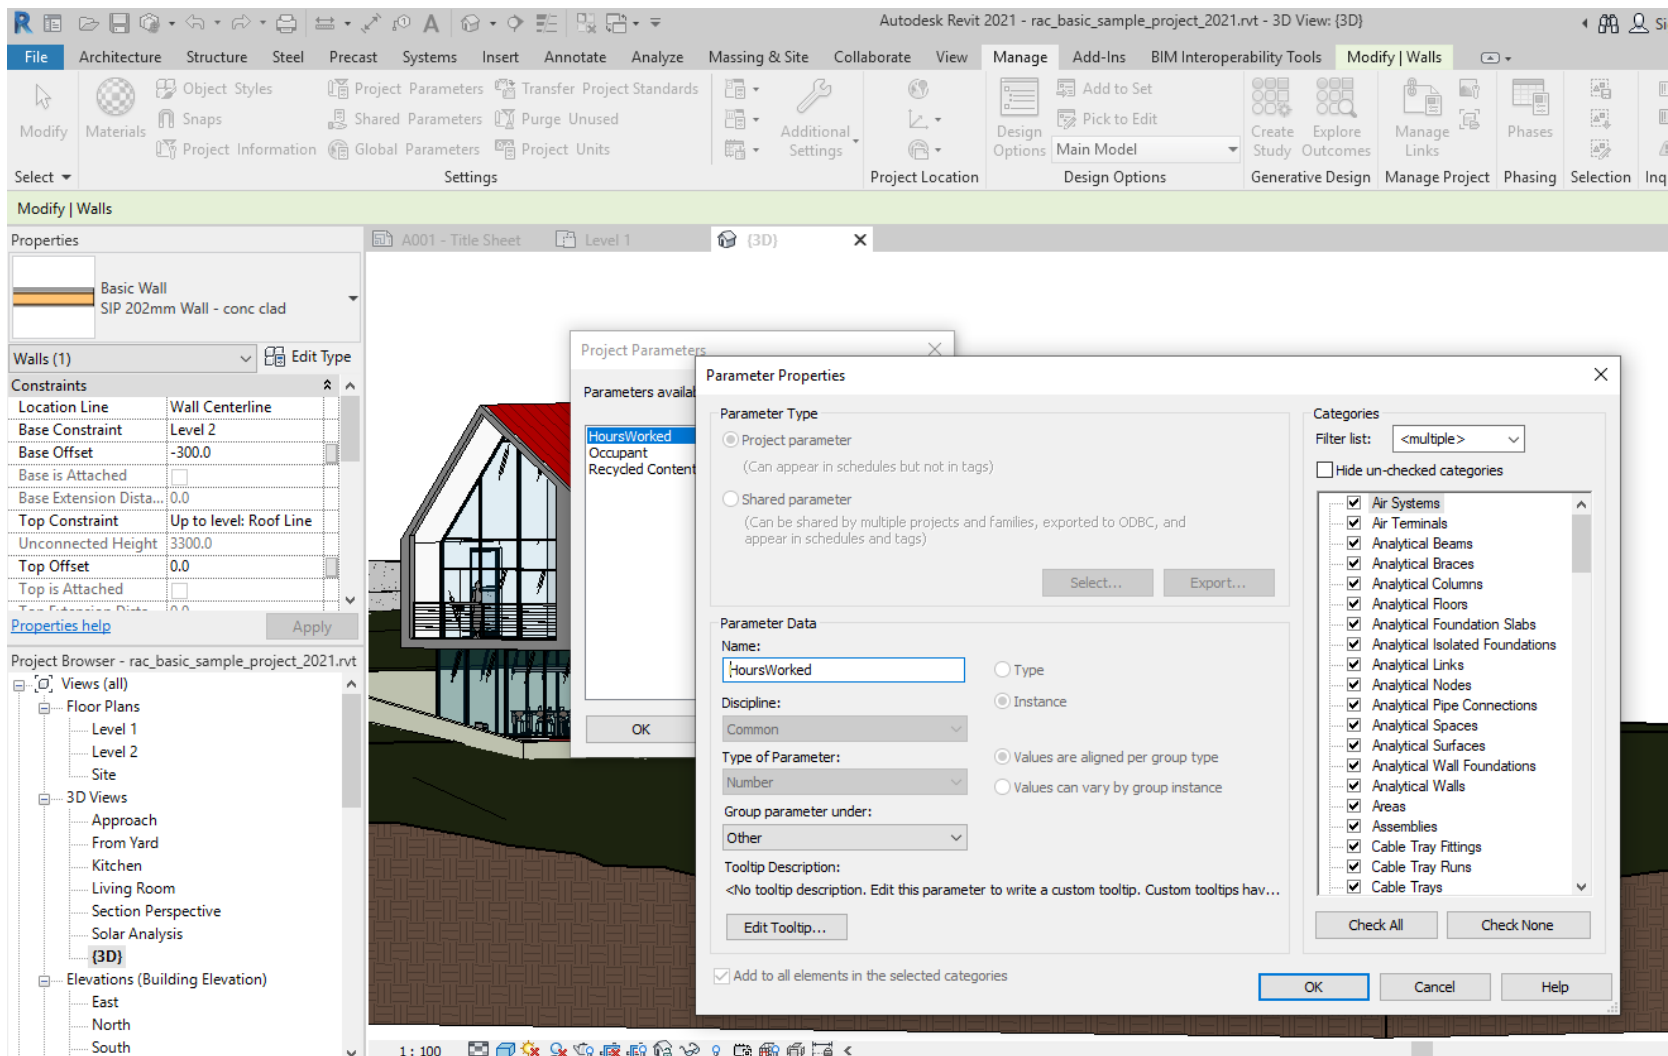 Autodesk Revit 2021 - rac_basic_sample_project_2021.rvt - 3D View: {3D}
File Architecture Structure Steel Precast Systems Insert Annotate Analyze Massing & Site Collaborate View Manage Add-Ins BIM Interoperability Tools Modify | Walls
Modify
Materials
Object Styles
Snaps
Project Information
Project Parameters
Shared Parameters
Global Parameters
Transfer Project Standards
Purge Unused
Project Units
Additional
Settings
Design
Options
Add to Set
Pick to Edit
Main Model
Create
Study
Explore
Outcomes
Manage
Links
Phases
Select
Settings
Project Location
Design Options
Generative Design
Manage Project
Phasing
Selection
Modify | Walls
Properties
Basic Wall
SIP 202mm Wall - conc clad
Walls (1)
Edit Type
Constraints
Location Line Wall Centerline
Base Constraint Level 2
Base Offset -300.0
Base is Attached
Base Extension Dista... 0.0
Top Constraint Up to level: Roof Line
Unconnected Height 3300.0
Top Offset 0.0
Top is Attached
Properties help
Apply
Project Browser - rac_basic_sample_project_2021.rvt
Views (all)
Floor Plans
Level 1
Level 2
Site
3D Views
Approach
From Yard
Kitchen
Living Room
Section Perspective
Solar Analysis
{3D}
Elevations (Building Elevation)
East
North
South
A001 - Title Sheet
Level 1
{3D}
Project Parameters
Parameters availa
HoursWorked
Occupant
Recycled Content
OK
Parameter Properties
Parameter Type
Project parameter
(Can appear in schedules but not in tags)
Shared parameter
(Can be shared by multiple projects and families, exported to ODBC, and
appear in schedules and tags)
Select...
Export...
Parameter Data
Name:
HoursWorked
Discipline:
Common
Type of Parameter:
Number
Group parameter under:
Other
Type
Instance
Values are aligned per group type
Values can vary by group instance
Tooltip Description:
<No tooltip description. Edit this parameter to write a custom tooltip. Custom tooltips hav...
Edit Tooltip...
Add to all elements in the selected categories
Categories
Filter list: <multiple>
Hide un-checked categories
Air Systems
Air Terminals
Analytical Beams
Analytical Braces
Analytical Columns
Analytical Floors
Analytical Foundation Slabs
Analytical Isolated Foundations
Analytical Links
Analytical Nodes
Analytical Pipe Connections
Analytical Spaces
Analytical Surfaces
Analytical Wall Foundations
Analytical Walls
Areas
Assemblies
Cable Tray Fittings
Cable Tray Runs
Cable Trays
Check All
Check None
OK
Cancel
Help
1 : 100